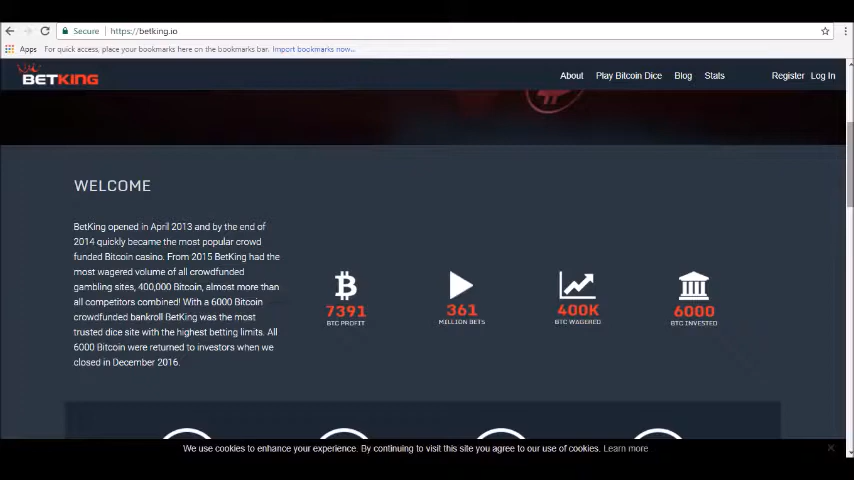 Secure
https://betking.io
Apps
For quick access, place your bookmarks here on the bookmarks bar.
Import bookmarks now...
BETKING
About
Play Bitcoin Dice
Blog
Stats
Register
Log In
WELCOME
BetKing opened in April 2013 and by the end of
2014 quickly became the most popular crowd
funded Bitcoin casino. From 2015 BetKing had the
most wagered volume of all crowdfunded
gambling sites, 400,000 Bitcoin, almost more than
all competitors combined! With a 6000 Bitcoin
crowdfunded bankroll BetKing was the most
trusted dice site with the highest betting limits. All
6000 Bitcoin were returned to investors when we
closed in December 2016.
7391
BTC PROFIT
361
MILLION BETS
400K
BTC WAGERED
6000
BTC INVESTED
We use cookies to enhance your experience. By continuing to visit this site you agree to our use of cookies. Learn more